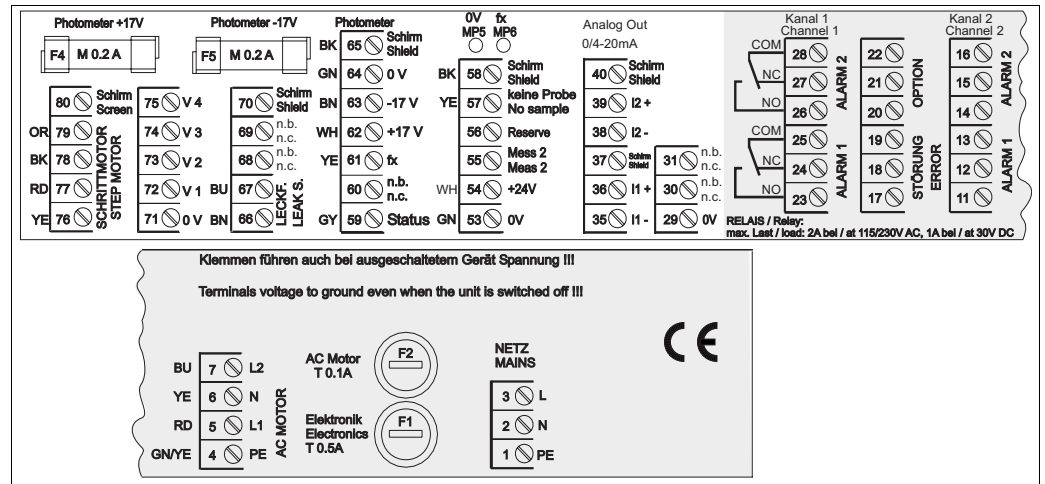 Photometer +17V
F4 M 0.2 A
Photometer -17V
F5 M 0.2 A
80 Schirm Screen
OR 79
BK 78
RD 77
YE 76
SCHRITTMOTOR
STEP MOTOR
75 V 4
74 V 3
73 V 2
72 V 1
71 0 V
70 Schirm Shield
69 n.b. n.c.
68 n.b. n.c.
BU 67
BN 66
LECKF.
LEAK S.
Photometer
BK 65 Schirm Shield
GN 64 0 V
BN 63 -17 V
WH 62 +17 V
YE 61 fx
60 n.b. n.c.
GY 59 Status
0V fx
MP5 MP6
BK 58 Schirm Shield
YE 57 keine Probe No sample
56 Reserve
55 Mess 2 Meas 2
WH 54 +24V
GN 53 0V
Analog Out
0/4-20mA
40 Schirm Shield
39 I2 +
38 I2 -
37 Schirm Shield
36 I1 +
35 I1 -
31 n.b. n.c.
30 n.b. n.c.
29 0V
Kanal 1
Channel 1
COM 28
NC 27
NO 26
ALARM 2
COM 25
NC 24
NO 23
ALARM 1
22
21
20
OPTION
19
18
17
STÖRUNG
ERROR
Kanal 2
Channel 2
16
15
14
ALARM 2
13
12
11
ALARM 1
RELAIS / Relay:
max. Last / load: 2A bei / at 115/230V AC, 1A bei / at 30V DC
Klemmen führen auch bei ausgeschaltetem Gerät Spannung !!!
Terminals voltage to ground even when the unit is switched off !!!
CE
BU 7 L2
YE 6 N
RD 5 L1
GN/YE 4 PE
AC MOTOR
AC Motor
T 0.1A
F2
Elektronik
Electronics
T 0.5A
F1
NETZ
MAINS
3 L
2 N
1 PE